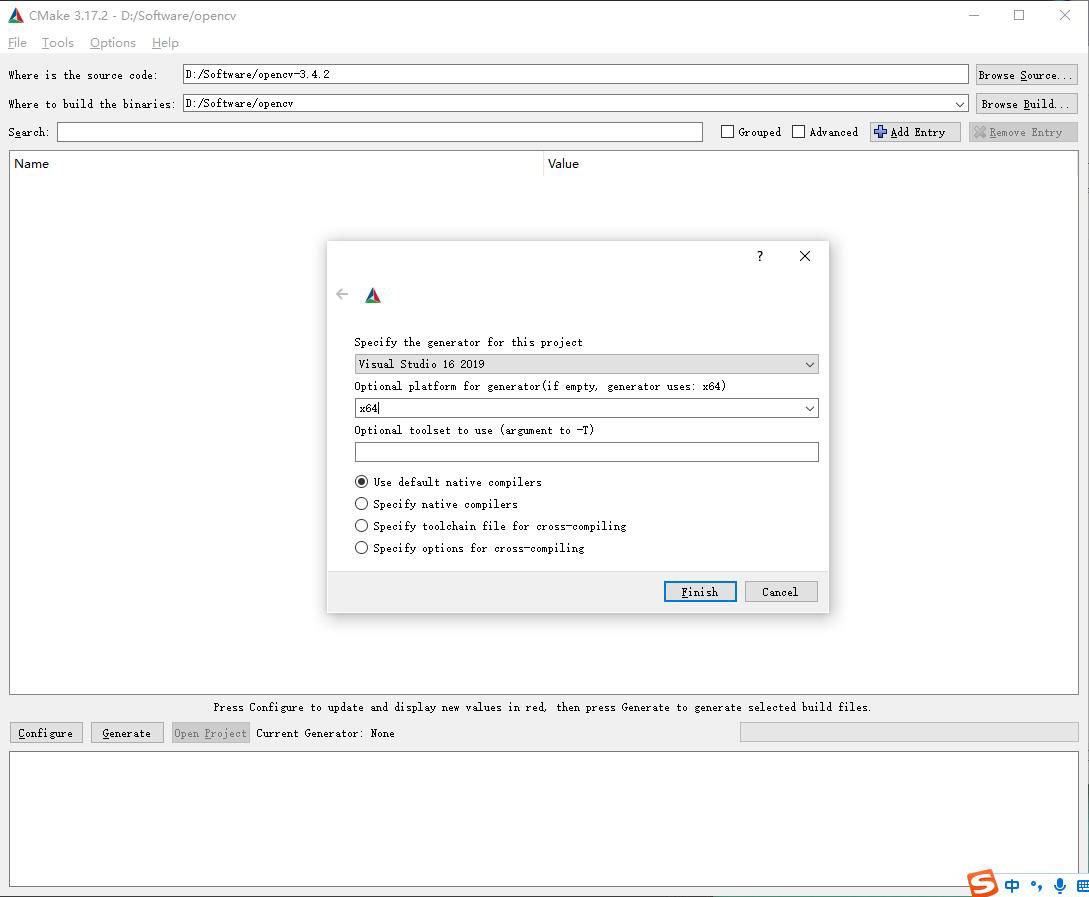 CMake 3.17.2 - D:/Software/opencv
File Tools Options Help
Where is the source code: D:/Software/opencv-3.4.2 Browse Source...
Where to build the binaries: D:/Software/opencv Browse Build...
Search: Grouped Advanced Add Entry Remove Entry
Name Value
?
Specify the generator for this project
Visual Studio 16 2019
Optional platform for generator(if empty, generator uses: x64)
x64
Optional toolset to use (argument to -T)
Use default native compilers
Specify native compilers
Specify toolchain file for cross-compiling
Specify options for cross-compiling
Finish Cancel
Press Configure to update and display new values in red, then press Generate to generate selected build files.
Configure Generate Open Project Current Generator: None
S 中 °,